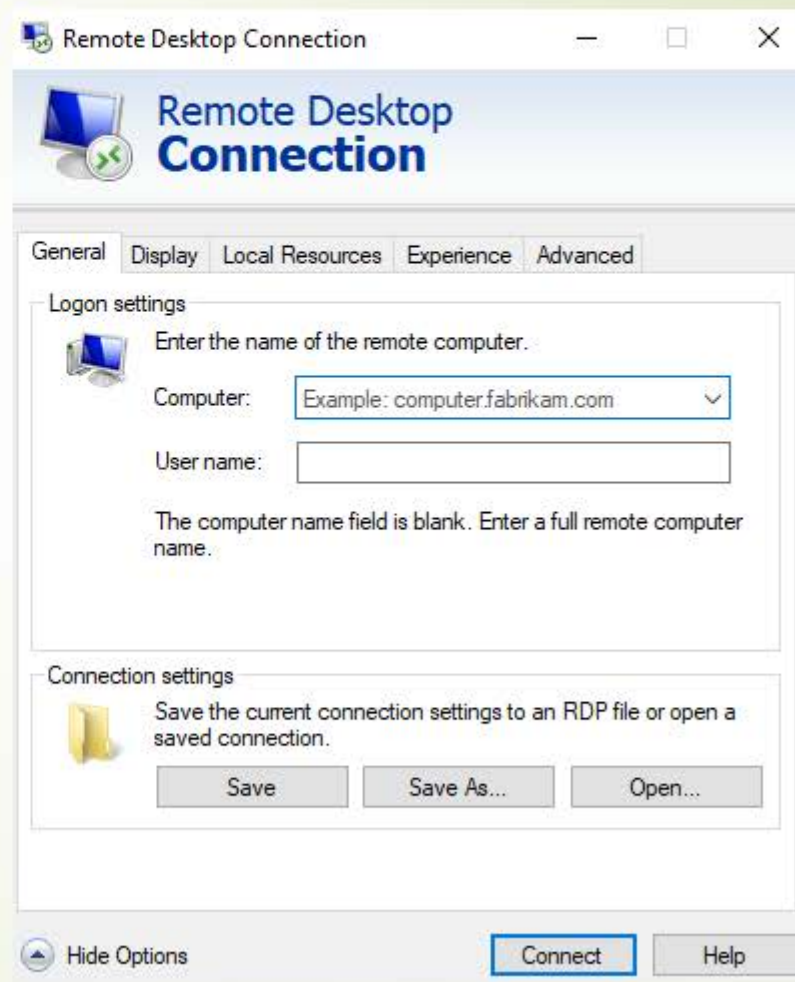 Remote Desktop Connection
Remote Desktop
Connection
General Display Local Resources Experience Advanced
Logon settings
Enter the name of the remote computer.
Computer: Example: computer.fabrikam.com
User name:
The computer name field is blank. Enter a full remote computer
name.
Connection settings
Save the current connection settings to an RDP file or open a
saved connection.
Save Save As... Open...
Hide Options Connect Help